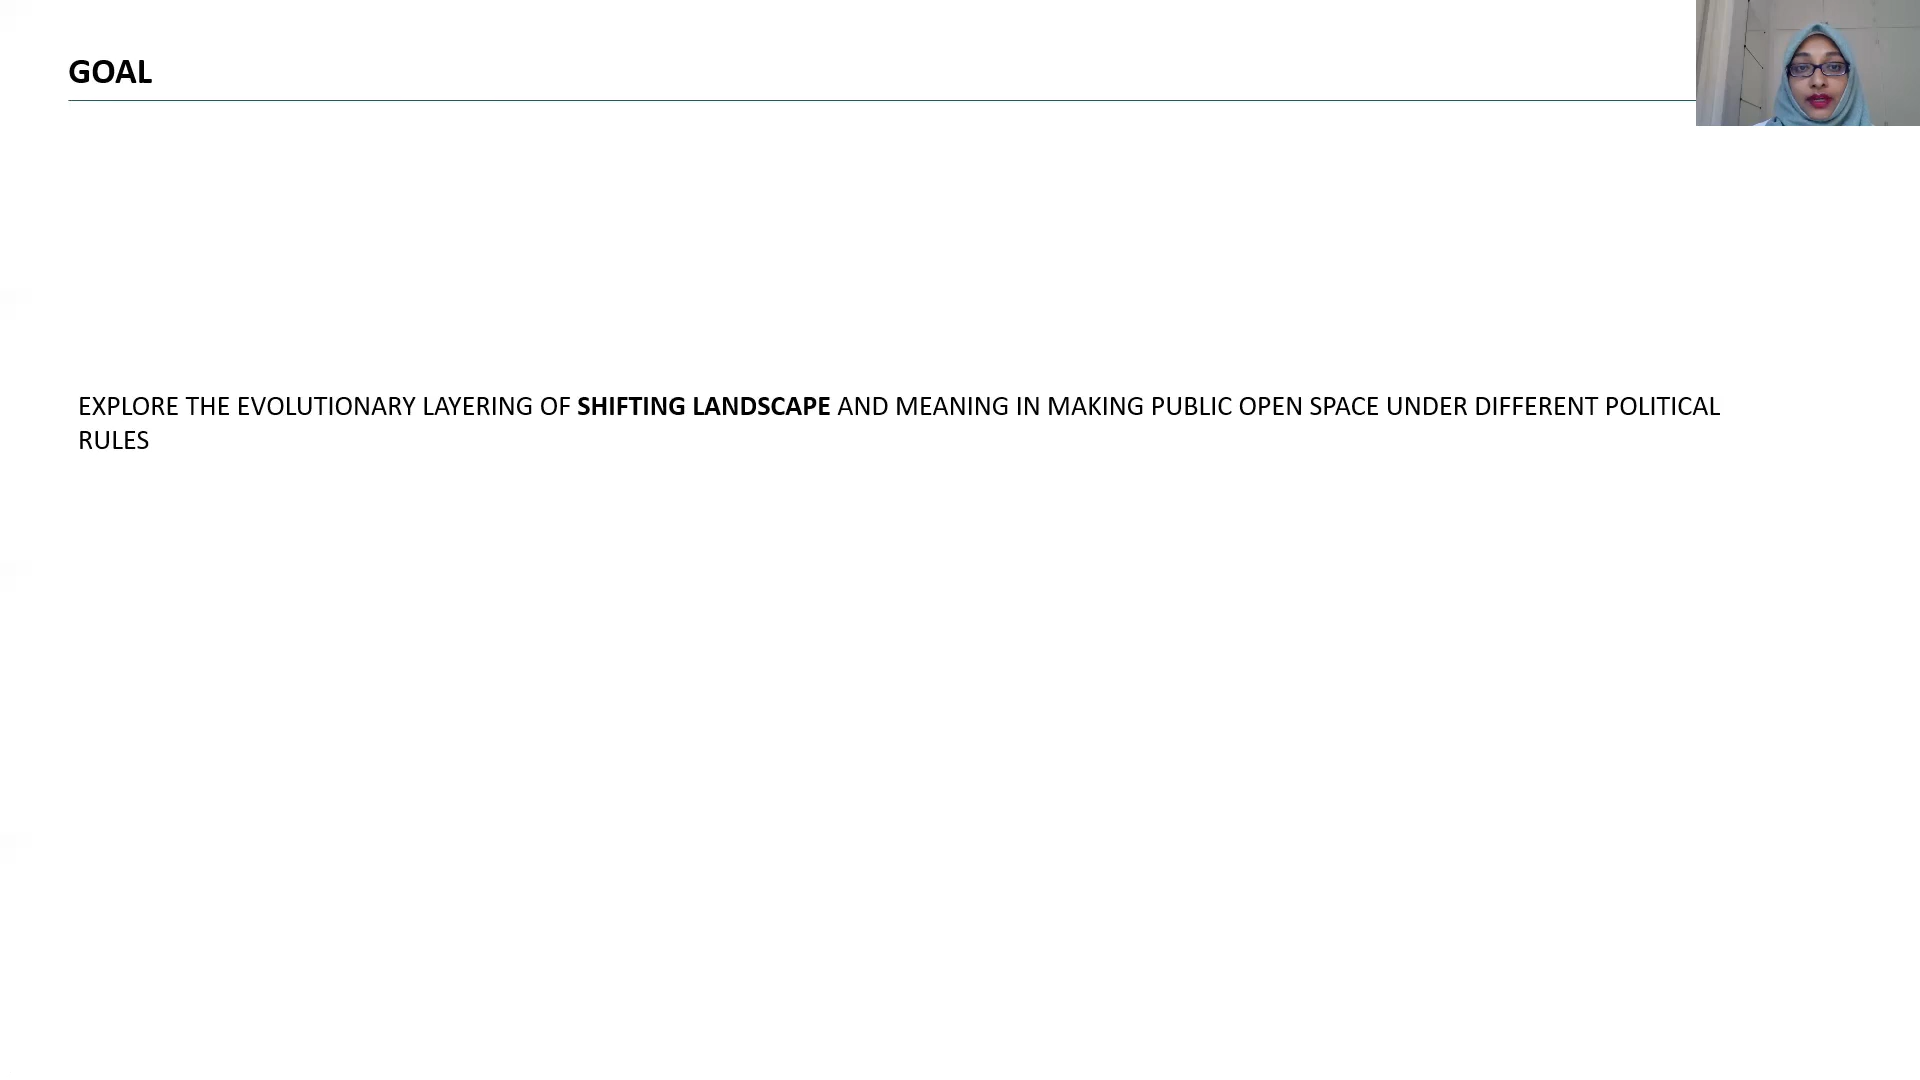 GOAL
EXPLORE THE EVOLUTIONARY LAYERING OF SHIFTING LANDSCAPE AND MEANING IN MAKING PUBLIC OPEN SPACE UNDER DIFFERENT POLITICAL
RULES